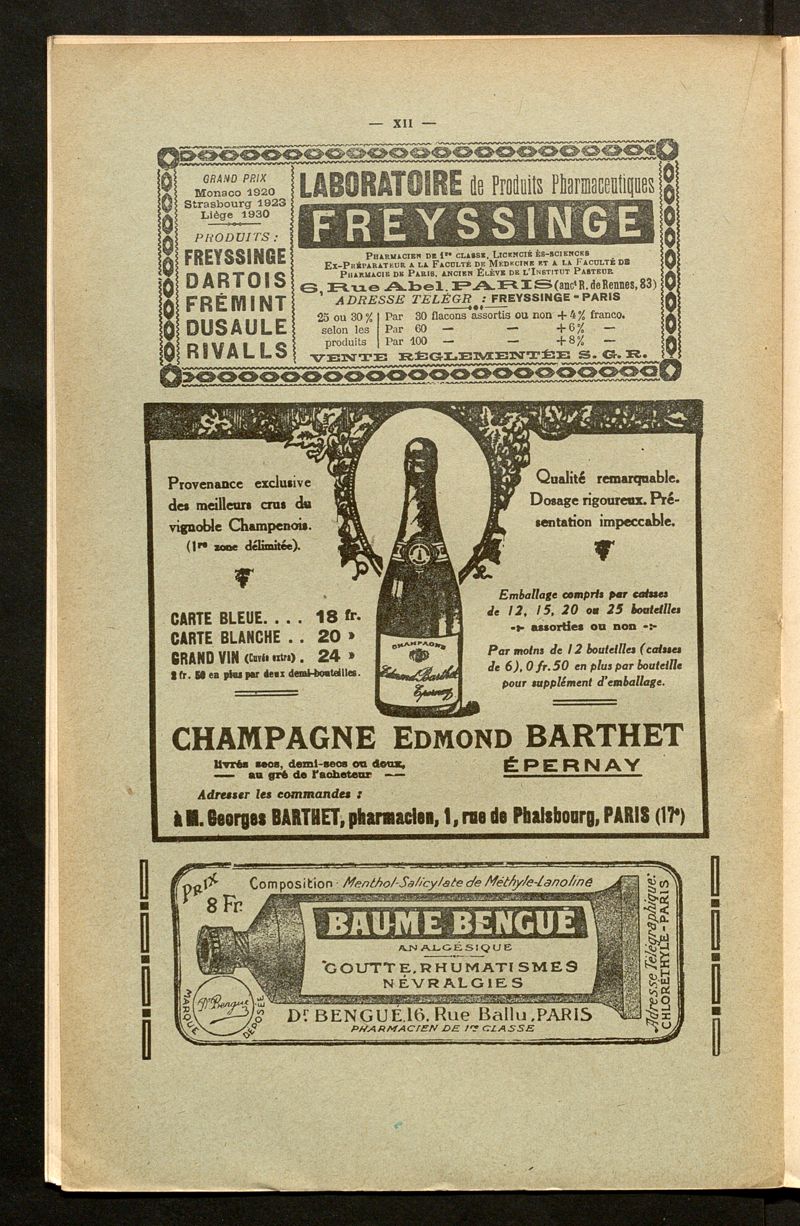 — XII —
GRAND PRIX
Monaco 1920
Strasbourg 1923
Liège 1930
PRODUITS :
FREYSSINGE
DARTOIS
FRÉMINT
DUSAULE
RIVALLS
LABORATOIRE de Produits Pharmaceutiques
FREYSSINGE
PHARMACIEN DE 1re CLASSE, LICENCIÉ ÈS-SCIENCES
EX-PRÉPARATEUR A LA FACULTÉ DE MÉDECINE ET A LA FACULTÉ DE
PHARMACIE DE PARIS, ANCIEN ÉLÈVE DE L'INSTITUT PASTEUR
6, Rue Abel, PARIS (anct R. de Rennes, 83)
ADRESSE TÉLÉGR. : FREYSSINGE - PARIS
25 ou 30 % selon les produits
Par 30 flacons assortis ou non + 4 % franco.
Par 60 — — + 6 % —
Par 100 — — + 8 % —
VENTE RÉGLEMENTÉE S. G. R.
Provenance exclusive
des meilleurs crus du
vignoble Champenois.
(1re zone délimitée).
Qualité remarquable.
Dosage rigoureux. Pré-
sentation impeccable.
CARTE BLEUE. . . . 18 fr.
CARTE BLANCHE . . 20 »
GRAND VIN (Cuvée extra) . 24 »
2 fr. 50 en plus par deux demi-bouteilles.
Emballage compris par caisses
de 12, 15, 20 ou 25 bouteilles
-:- assorties ou non -:-
Par moins de 12 bouteilles (caisses
de 6), 0 fr. 50 en plus par bouteille
pour supplément d'emballage.
CHAMPAGNE
Edmond Barthet
Epernay
CHAMPAGNE EDMOND BARTHET
livrés secs, demi-secs ou doux,
— au gré de l'acheteur —
ÉPERNAY
Adresser les commandes :
à M. Georges BARTHET, pharmacien, 1, rue de Phalsbourg, PARIS (17e)
PRIX
8 Fr.
Composition : Menthol-Salicylate de Méthyle-Lanoline
BAUME BENGUÉ
ANALGÉSIQUE
GOUTTE, RHUMATISMES
NÉVRALGIES
Dr Bengué
MARQUE DÉPOSÉE
Dr BENGUÉ, 16, Rue Ballu, PARIS
PHARMACIEN DE 1re CLASSE
Adresse Télégraphique:
CHLORÉTHYLE-PARIS